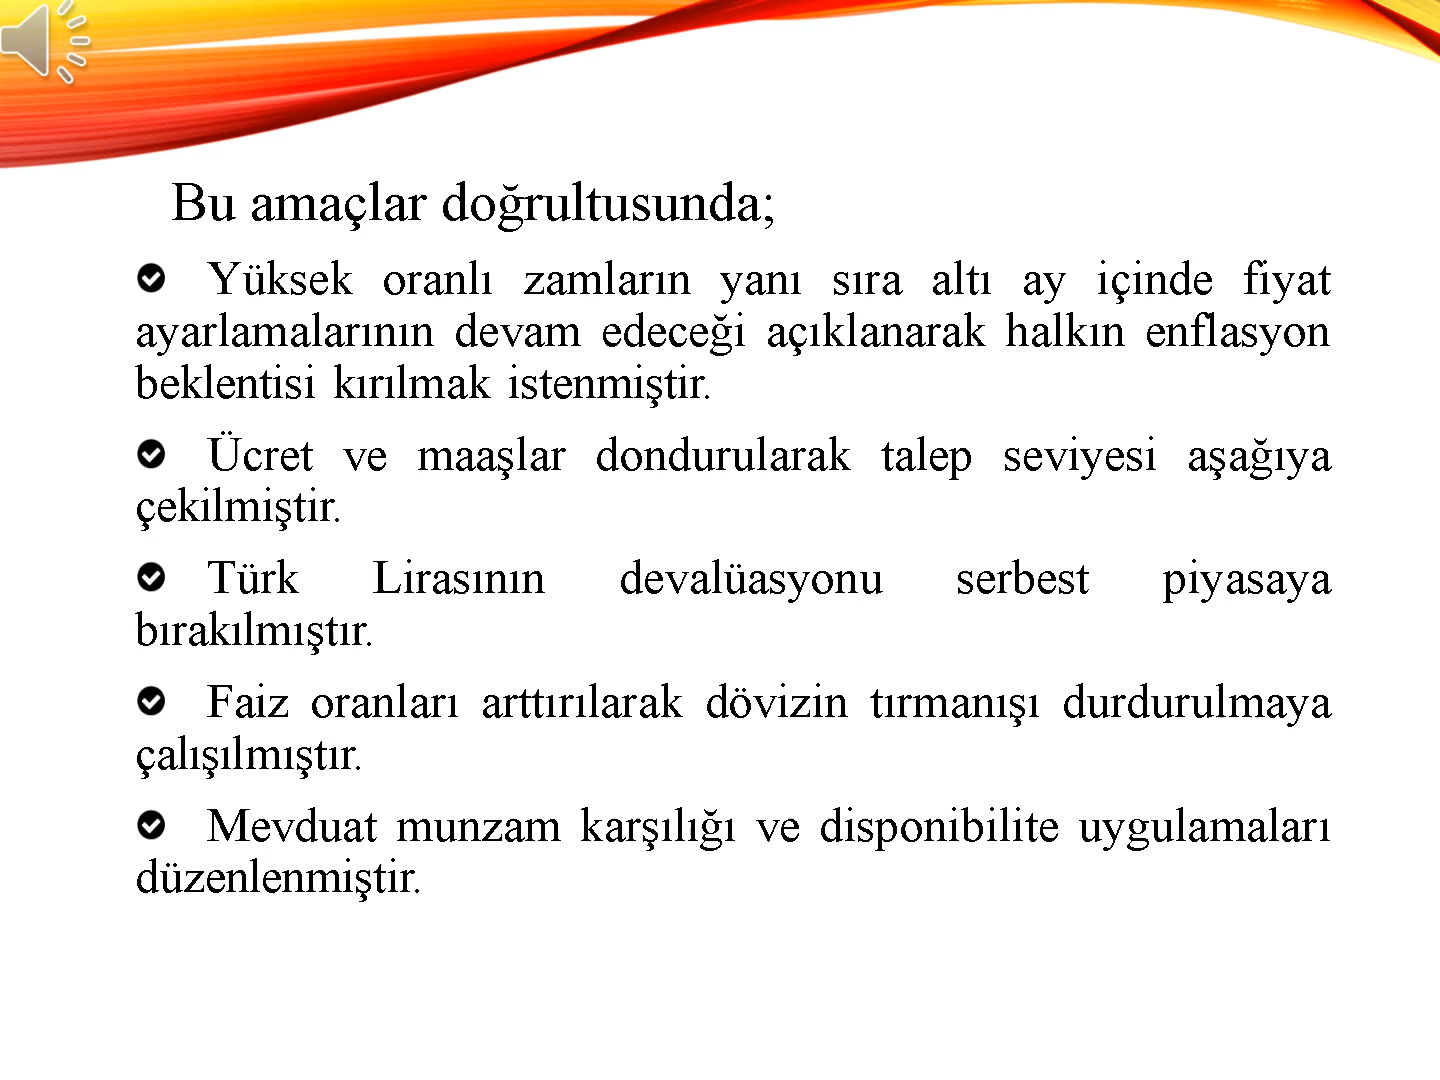 Bu amaçlar doğrultusunda;
Yüksek oranlı zamların yanı sıra altı ay içinde fiyat
ayarlamalarının devam edeceği açıklanarak halkın enflasyon
beklentisi kırılmak istenmiştir.
Ücret ve maaşlar dondurularak talep seviyesi aşağıya
çekilmiştir.
Türk Lirasının devalüasyonu serbest piyasaya
bırakılmıştır.
Faiz oranları arttırılarak dövizin tırmanışı durdurulmaya
çalışılmıştır.
Mevduat munzam karşılığı ve disponibilite uygulamaları
düzenlenmiştir.